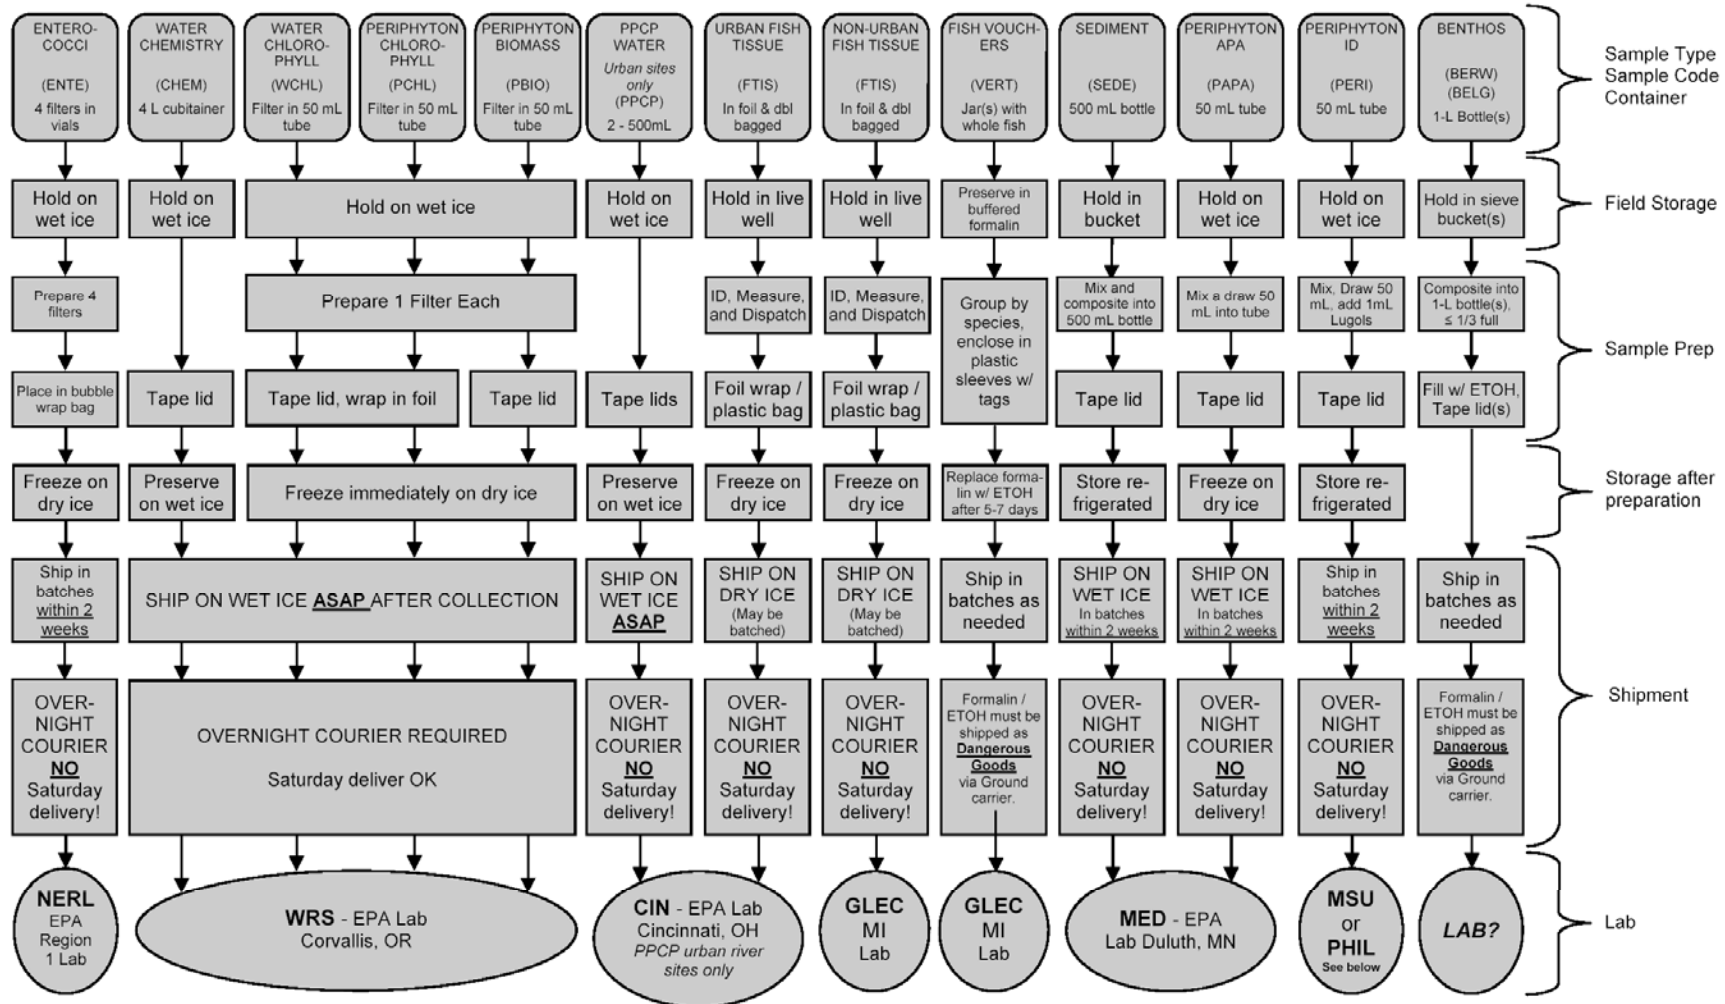 ENTERO-
COCCI
(ENTE)
4 filters in
vials
WATER
CHEMISTRY
(CHEM)
4 L cubitainer
WATER
CHLORO-
PHYLL
(WCHL)
Filter in 50 mL
tube
PERIPHYTON
CHLORO-
PHYLL
(PCHL)
Filter in 50 mL
tube
PERIPHYTON
BIOMASS
(PBIO)
Filter in 50 mL
tube
PPCP
WATER
Urban sites
only
(PPCP)
2 - 500mL
URBAN FISH
TISSUE
(FTIS)
In foil & dbl
bagged
NON-URBAN
FISH TISSUE
(FTIS)
In foil & dbl
bagged
FISH VOUCH-
ERS
(VERT)
Jar(s) with
whole fish
SEDIMENT
(SEDE)
500 mL bottle
PERIPHYTON
APA
(PAPA)
50 mL tube
PERIPHYTON
ID
(PERI)
50 mL tube
BENTHOS
(BERW)
(BELG)
1-L Bottle(s)
Sample Type
Sample Code
Container
Hold on
wet ice
Hold on
wet ice
Hold on wet ice
Hold on
wet ice
Hold in live
well
Hold in live
well
Preserve in
buffered
formalin
Hold in
bucket
Hold on
wet ice
Hold on
wet ice
Hold in sieve
bucket(s)
Field Storage
Prepare 4
filters
Prepare 1 Filter Each
ID, Measure,
and Dispatch
ID, Measure,
and Dispatch
Group by
species,
enclose in
plastic
sleeves w/
tags
Mix and
composite into
500 mL bottle
Mix a draw 50
mL into tube
Mix, Draw 50
mL, add 1mL
Lugols
Composite into
1-L bottle(s),
≤ 1/3 full
Sample Prep
Place in bubble
wrap bag
Tape lid
Tape lid, wrap in foil
Tape lid
Tape lids
Foil wrap /
plastic bag
Foil wrap /
plastic bag
Tape lid
Tape lid
Tape lid
Fill w/ ETOH,
Tape lid(s)
Freeze on
dry ice
Preserve
on wet ice
Freeze immediately on dry ice
Preserve
on wet ice
Freeze on
dry ice
Freeze on
dry ice
Replace forma-
lin w/ ETOH
after 5-7 days
Store re-
frigerated
Freeze on
dry ice
Store re-
frigerated
Storage after
preparation
Ship in
batches
within 2
weeks
SHIP ON WET ICE ASAP AFTER COLLECTION
SHIP ON
WET ICE
ASAP
SHIP ON
DRY ICE
(May be
batched)
SHIP ON
DRY ICE
(May be
batched)
Ship in
batches as
needed
SHIP ON
WET ICE
In batches
within 2 weeks
SHIP ON
WET ICE
In batches
within 2 weeks
Ship in
batches
within 2
weeks
Ship in
batches as
needed
OVER-
NIGHT
COURIER
NO
Saturday
delivery!
OVERNIGHT COURIER REQUIRED
Saturday deliver OK
OVER-
NIGHT
COURIER
NO
Saturday
delivery!
OVER-
NIGHT
COURIER
NO
Saturday
delivery!
OVER-
NIGHT
COURIER
NO
Saturday
delivery!
Formalin /
ETOH must be
shipped as
Dangerous
Goods
via Ground
carrier.
OVER-
NIGHT
COURIER
NO
Saturday
delivery!
OVER-
NIGHT
COURIER
NO
Saturday
delivery!
OVER-
NIGHT
COURIER
NO
Saturday
delivery!
Formalin /
ETOH must be
shipped as
Dangerous
Goods
via Ground
carrier.
Shipment
NERL
EPA
Region
1 Lab
WRS - EPA Lab
Corvallis, OR
CIN - EPA Lab
Cincinnati, OH
PPCP urban river
sites only
GLEC
MI
Lab
GLEC
MI
Lab
MED - EPA
Lab Duluth, MN
MSU
or
PHIL
See below
LAB?
Lab